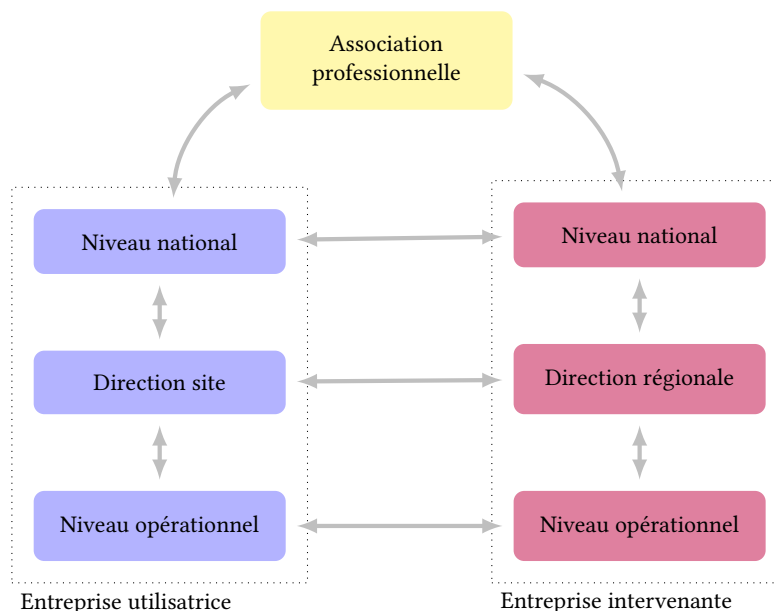 Association
professionnelle
Niveau national
Niveau national
Direction site
Direction régionale
Niveau opérationnel
Niveau opérationnel
Entreprise utilisatrice
Entreprise intervenante